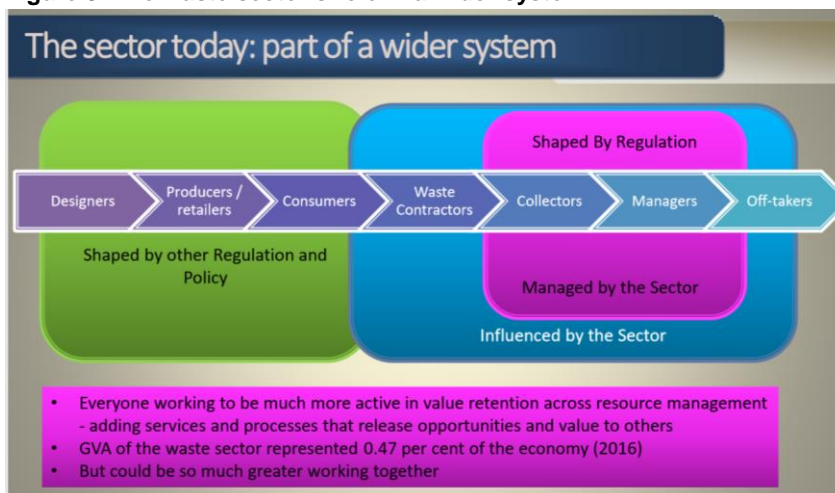 The sector today: part of a wider system
Shaped By Regulation
Designers
Producers /
retailers
Consumers
Waste
Contractors
Collectors
Managers
Off-takers
Shaped by other Regulation and
Policy
Managed by the Sector
Influenced by the Sector
• Everyone working to be much more active in value retention across resource management
- adding services and processes that release opportunities and value to others
• GVA of the waste sector represented 0.47 per cent of the economy (2016)
• But could be so much greater working together